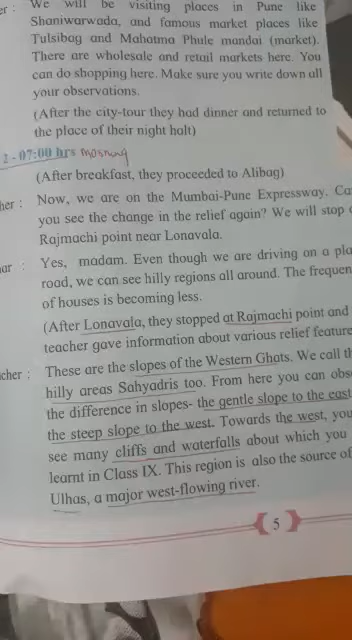 er : We will be visiting places in Pune like
Shaniwarwada, and famous market places like
Tulsibag and Mahatma Phule mandai (market).
There are wholesale and retail markets here. You
can do shopping here. Make sure you write down all
your observations.
(After the city-tour they had dinner and returned to
the place of their night halt)
2 - 07:00 hrs morning
(After breakfast, they proceeded to Alibag)
her : Now, we are on the Mumbai-Pune Expressway. Ca
you see the change in the relief again? We will stop
Rajmachi point near Lonavala.
ar : Yes, madam. Even though we are driving on a pla
road, we can see hilly regions all around. The frequen
of houses is becoming less.
(After Lonavala, they stopped at Rajmachi point and
teacher gave information about various relief feature
cher : These are the slopes of the Western Ghats. We call th
hilly areas Sahyadris too. From here you can obs
the difference in slopes- the gentle slope to the east
the steep slope to the west. Towards the west, you
see many cliffs and waterfalls about which you
learnt in Class IX. This region is also the source of
Ulhas, a major west-flowing river.
5